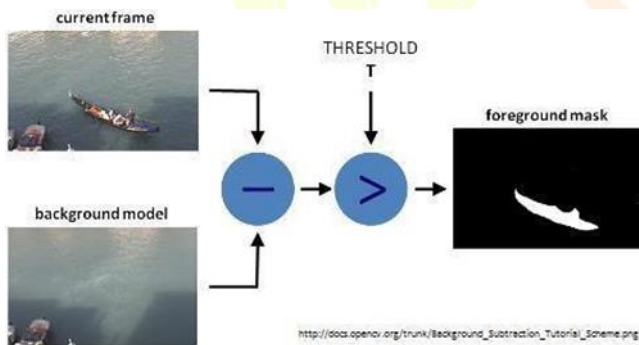 current frame
THRESHOLD
T
foreground mask
−
>
background model
http://docs.opencv.org/trunk/Background_Subtraction_Tutorial_Scheme.png